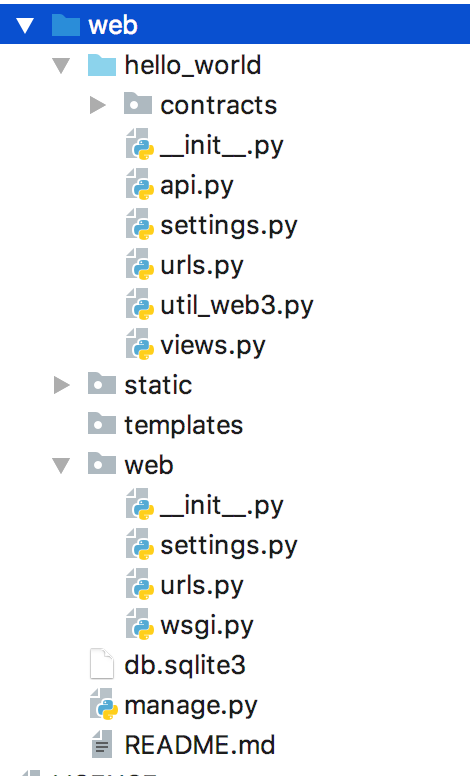 web
hello_world
contracts
__init__.py
api.py
settings.py
urls.py
util_web3.py
views.py
static
templates
web
__init__.py
settings.py
urls.py
wsgi.py
db.sqlite3
manage.py
README.md